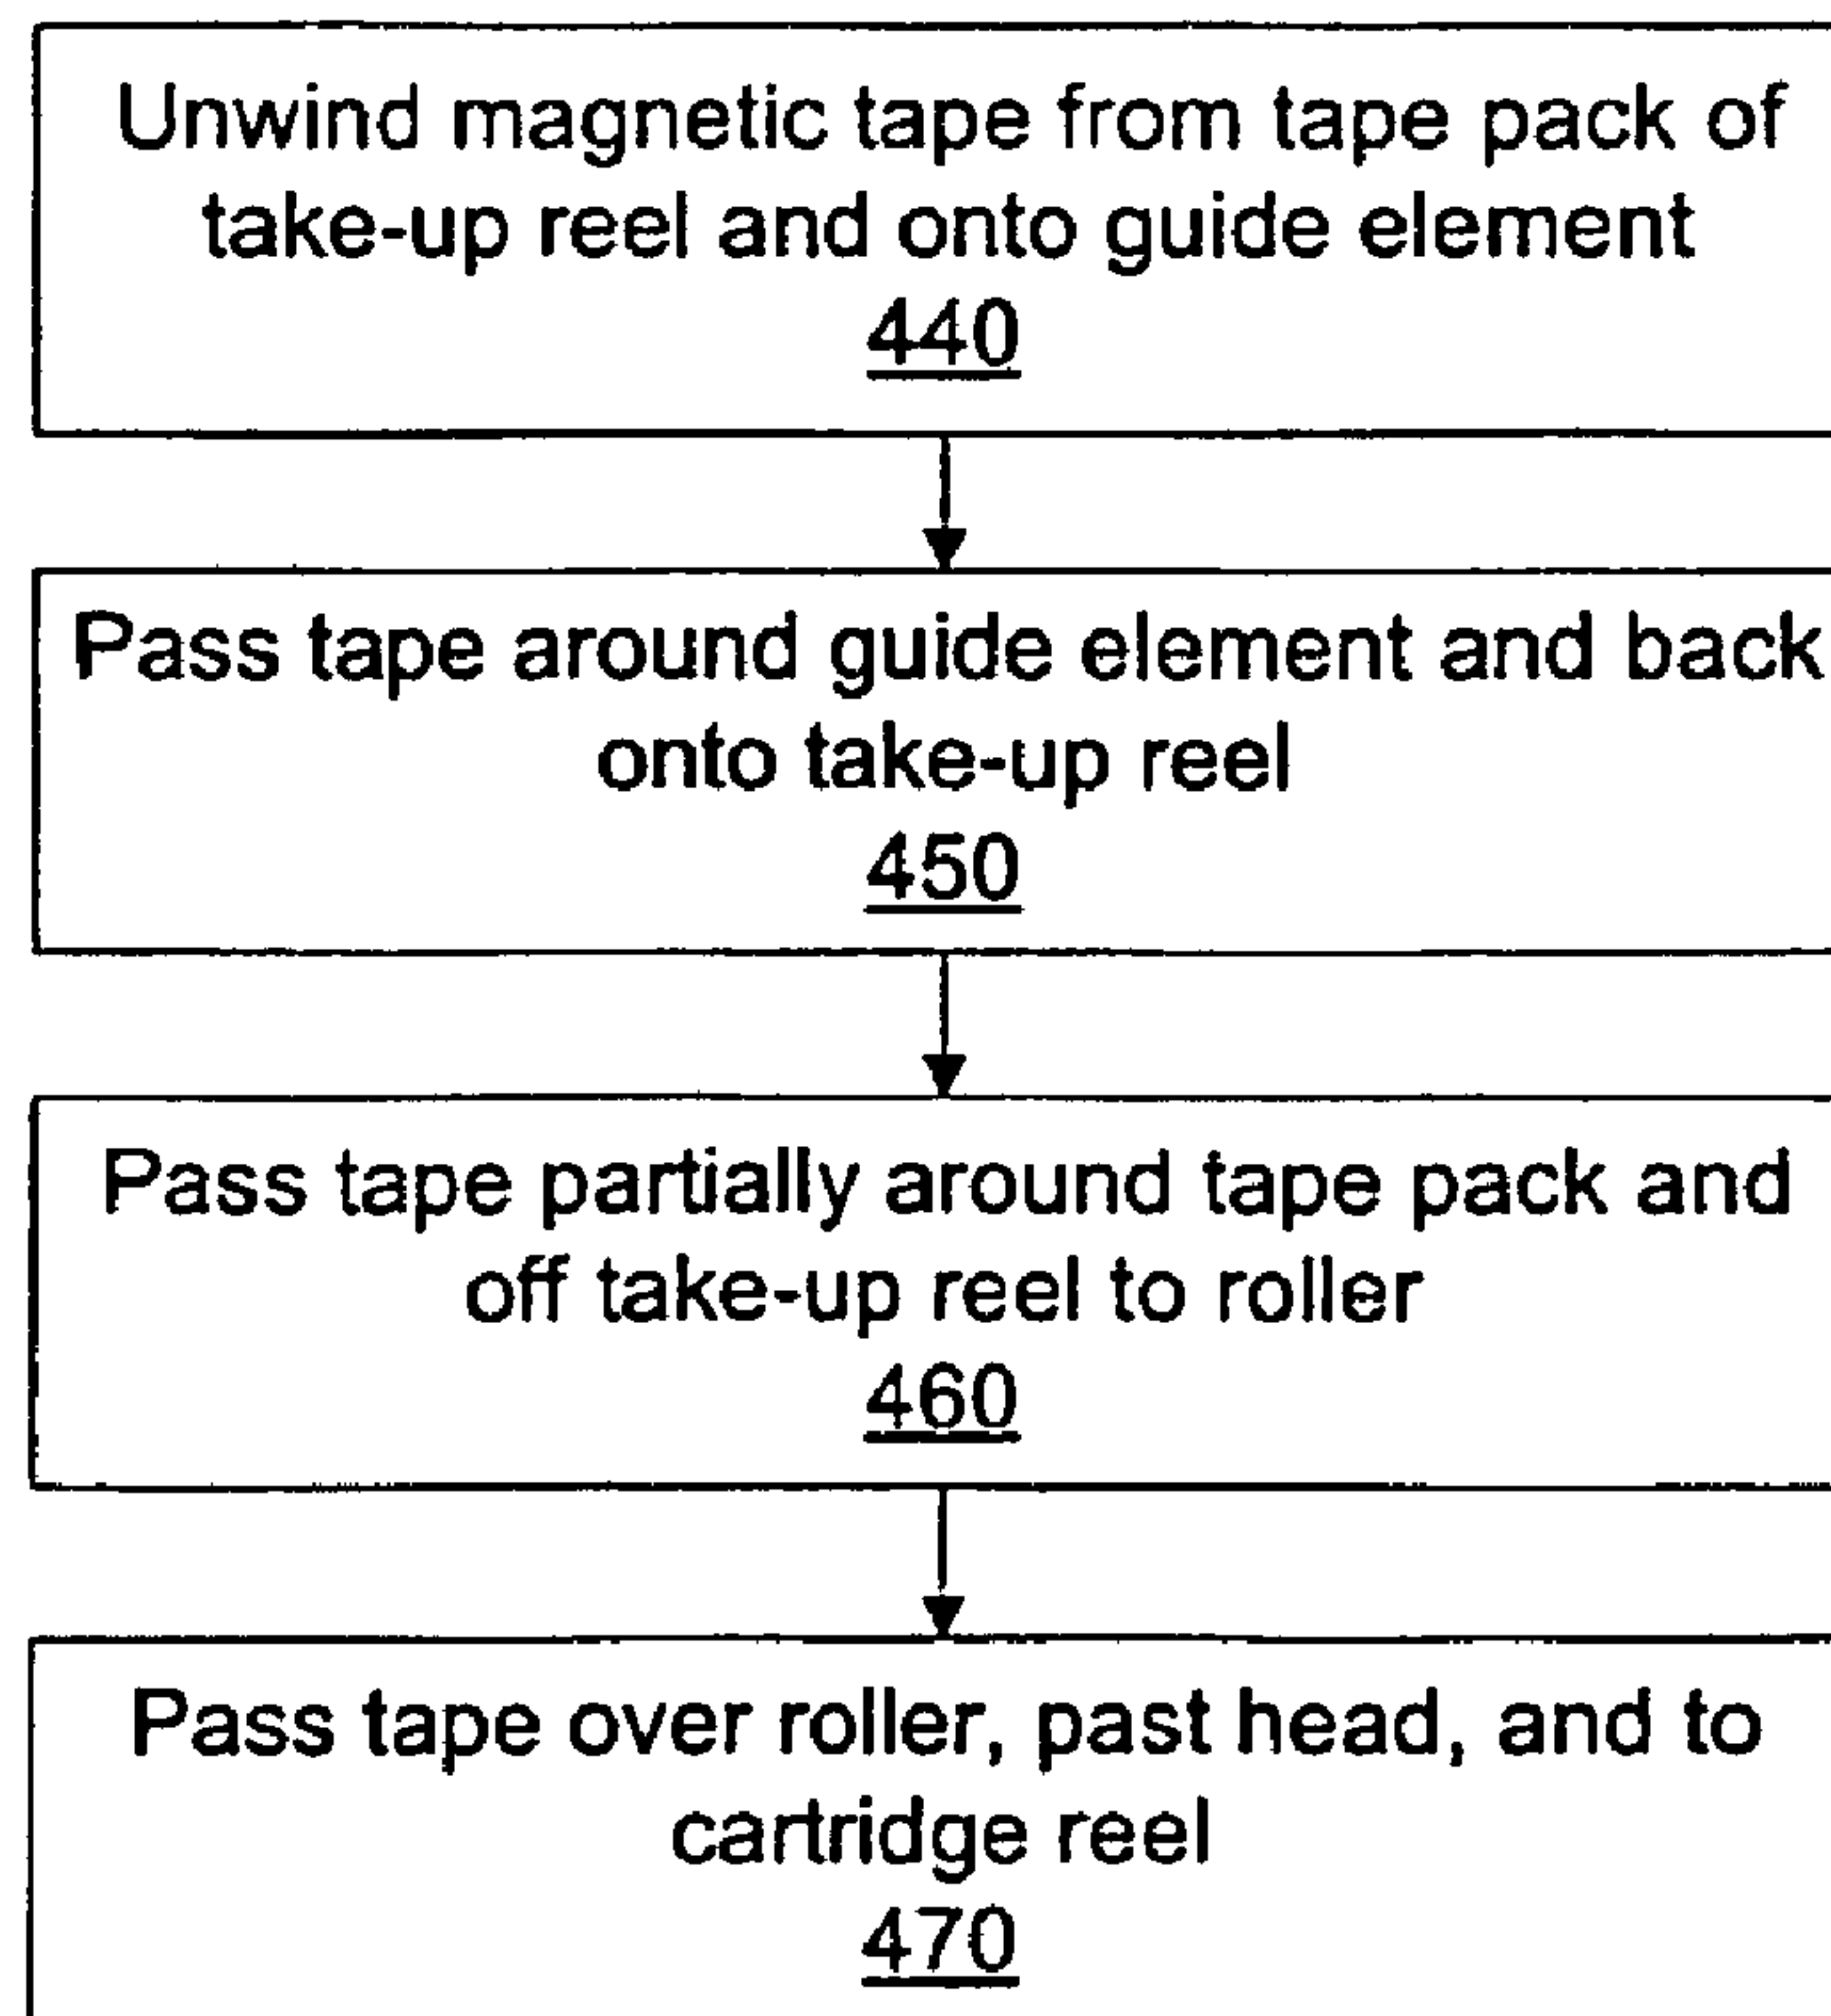 Unwind magnetic tape from tape pack of
take-up reel and onto guide element
440
Pass tape around guide element and back
onto take-up reel
450
Pass tape partially around tape pack and
off take-up reel to roller
460
Pass tape over roller, past head, and to
cartridge reel
470